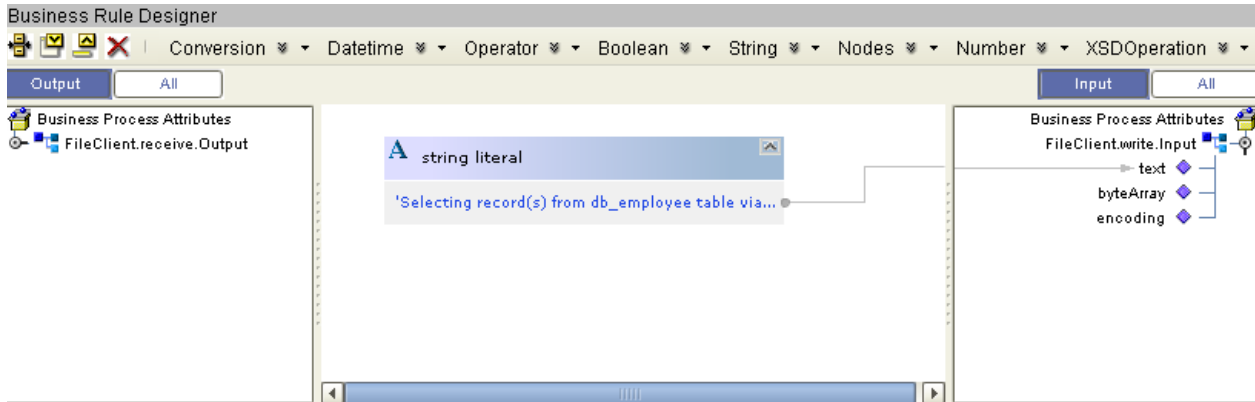 Business Rule Designer
Conversion Datetime Operator Boolean String Nodes Number XSDOperation
Output All Input All
Business Process Attributes
FileClient.receive.Output
A string literal
'Selecting record(s) from db_employee table via...
Business Process Attributes
FileClient.write.Input
text
byteArray
encoding